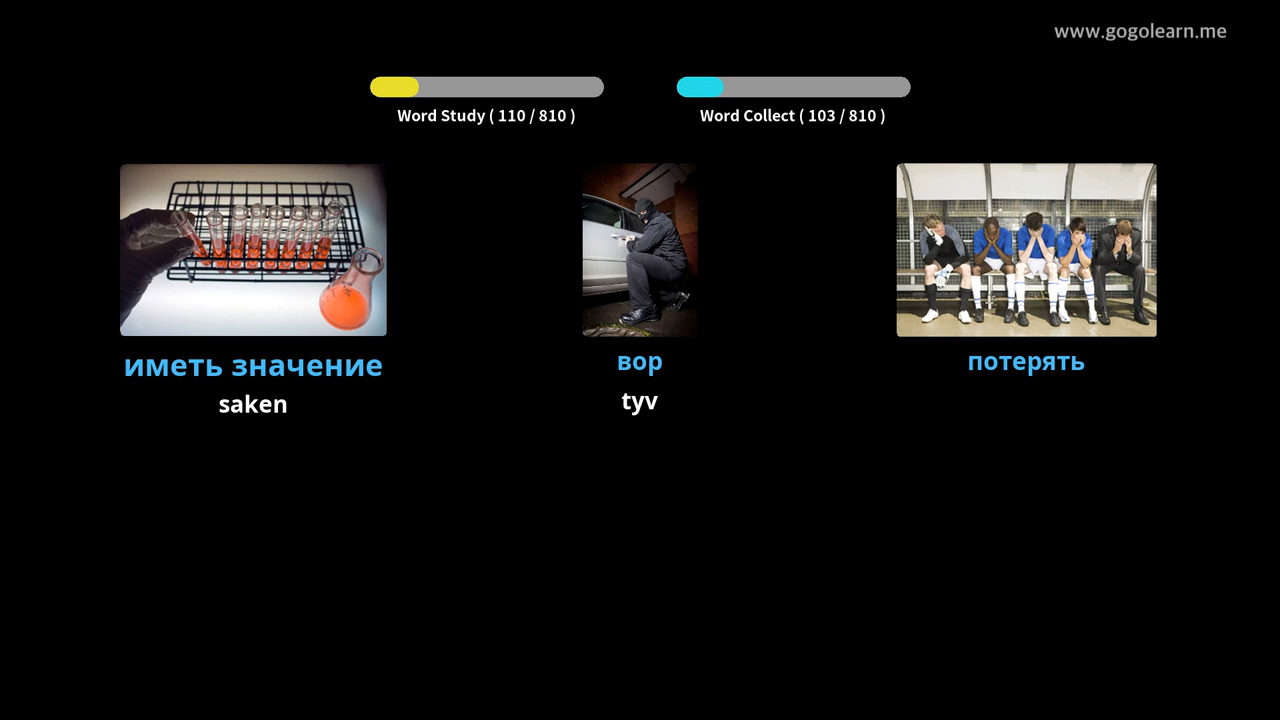 www.gogolearn.me
Word Study ( 110 / 810 )
Word Collect ( 103 / 810 )
иметь значение
saken
вор
tyv
потерять